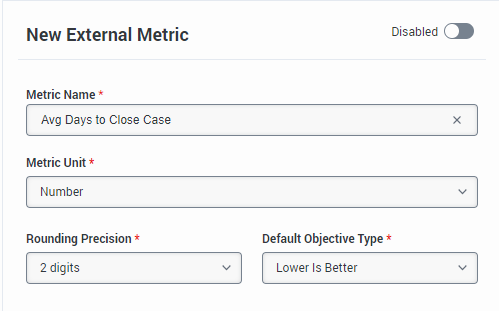 New External Metric
Disabled
Metric Name *
Avg Days to Close Case
Metric Unit *
Number
Rounding Precision * Default Objective Type *
2 digits Lower Is Better